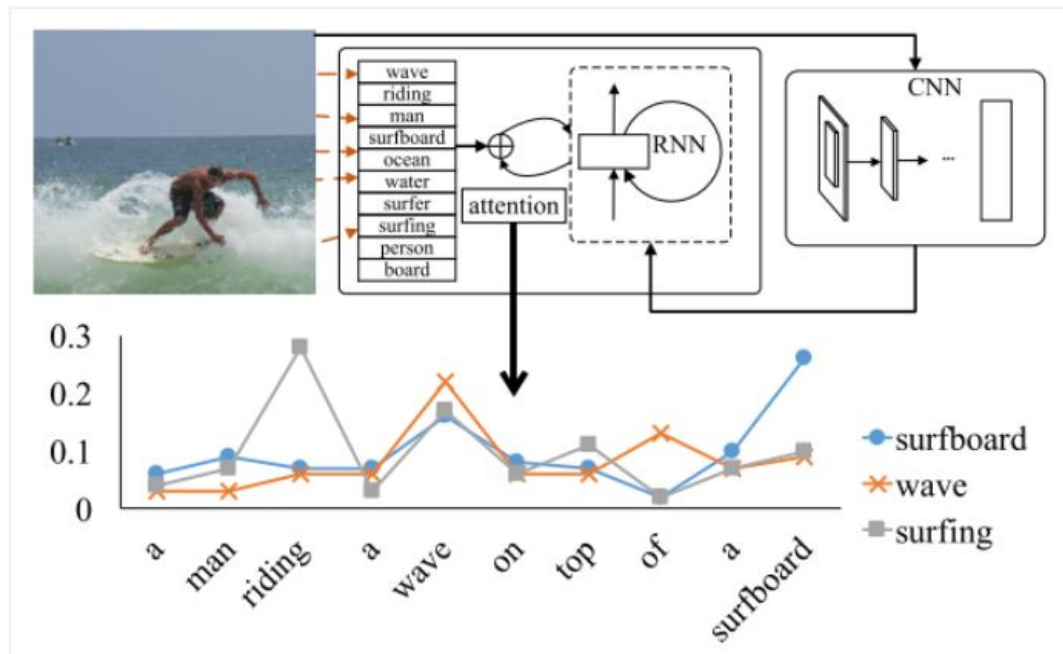 wave
riding
man
surfboard
ocean
water
surfer
surfing
person
board
attention
RNN
CNN
...
0.3
0.2
0.1
0
a
man
riding
a
wave
on
top
of
a
surfboard
surfboard
wave
surfing